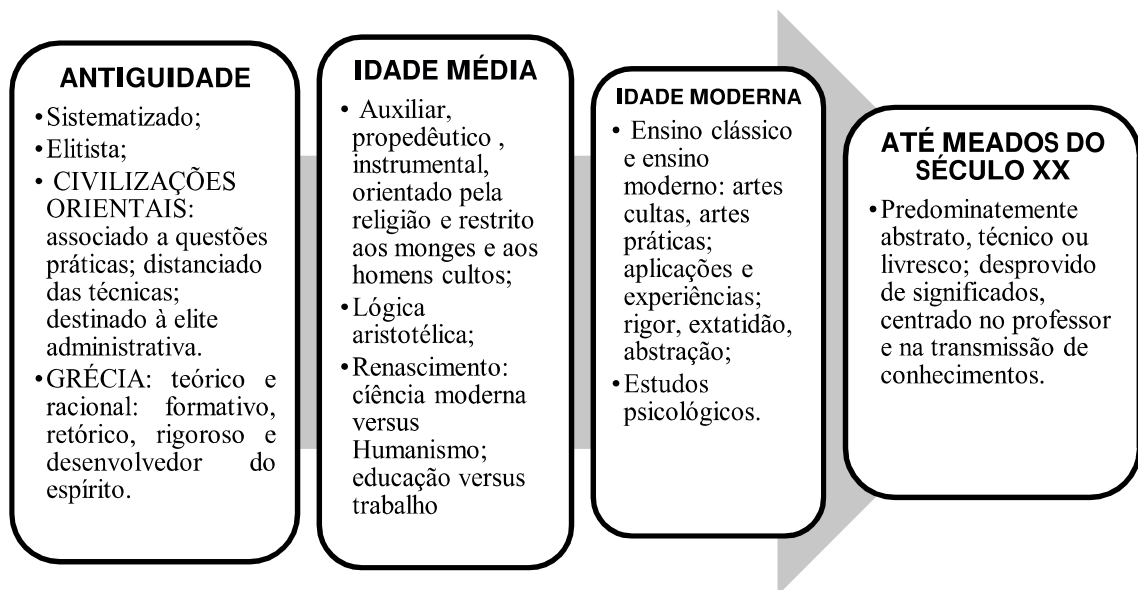 ANTIGUIDADE
•Sistematizado;
•Elitista;
• CIVILIZAÇÕES
ORIENTAIS:
associado a questões
práticas; distanciado
das técnicas;
destinado à elite
administrativa.
•GRÉCIA: teórico e
racional: formativo,
retórico, rigoroso e
desenvolvedor do
espírito.
IDADE MÉDIA
• Auxiliar,
propedêutico ,
instrumental,
orientado pela
religião e restrito
aos monges e aos
homens cultos;
•Lógica
aristotélica;
•Renascimento:
ciência moderna
versus
Humanismo;
educação versus
trabalho
IDADE MODERNA
• Ensino clássico
e ensino
moderno: artes
cultas, artes
práticas;
aplicações e
experiências;
rigor, extatidão,
abstração;
•Estudos
psicológicos.
ATÉ MEADOS DO
SÉCULO XX
•Predominatemente
abstrato, técnico ou
livresco; desprovido
de significados,
centrado no professor
e na transmissão de
conhecimentos.